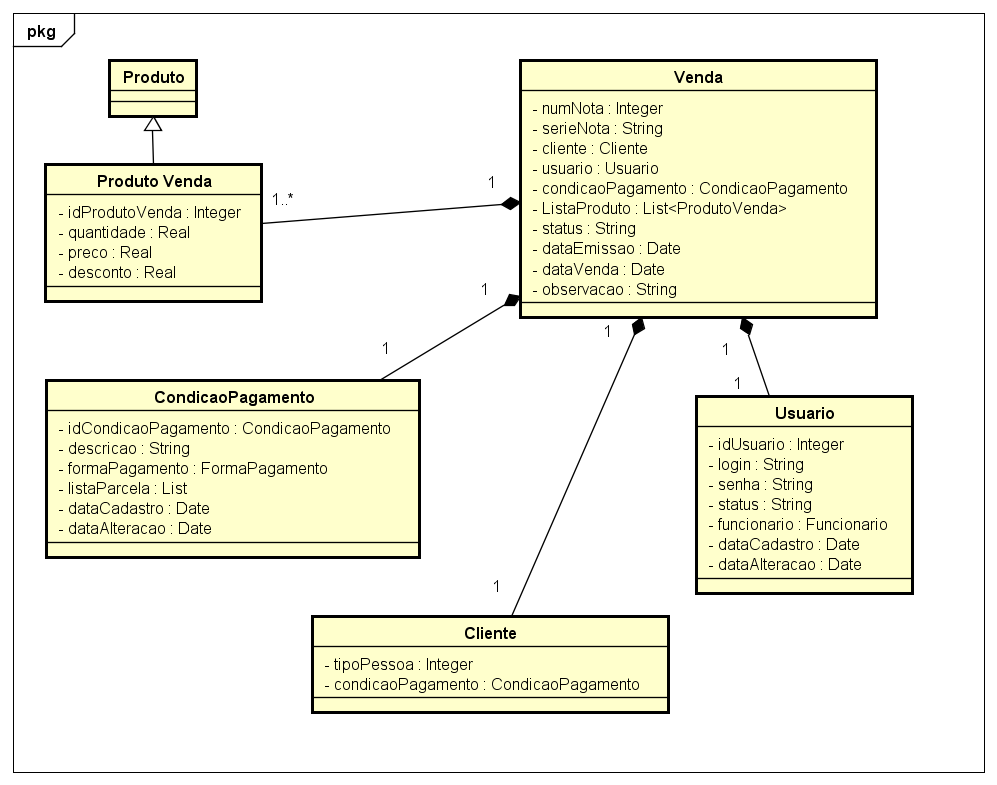 pkg
Produto
Produto Venda
- idProdutoVenda : Integer
- quantidade : Real
- preco : Real
- desconto : Real
1..*
1
Venda
- numNota : Integer
- serieNota : String
- cliente : Cliente
- usuario : Usuario
- condicaoPagamento : CondicaoPagamento
- ListaProduto : List<ProdutoVenda>
- status : String
- dataEmissao : Date
- dataVenda : Date
- observacao : String
1
1
1
1
1
1
CondicaoPagamento
- idCondicaoPagamento : CondicaoPagamento
- descricao : String
- formaPagamento : FormaPagamento
- listaParcela : List
- dataCadastro : Date
- dataAlteracao : Date
Usuario
- idUsuario : Integer
- login : String
- senha : String
- status : String
- funcionario : Funcionario
- dataCadastro : Date
- dataAlteracao : Date
Cliente
- tipoPessoa : Integer
- condicaoPagamento : CondicaoPagamento